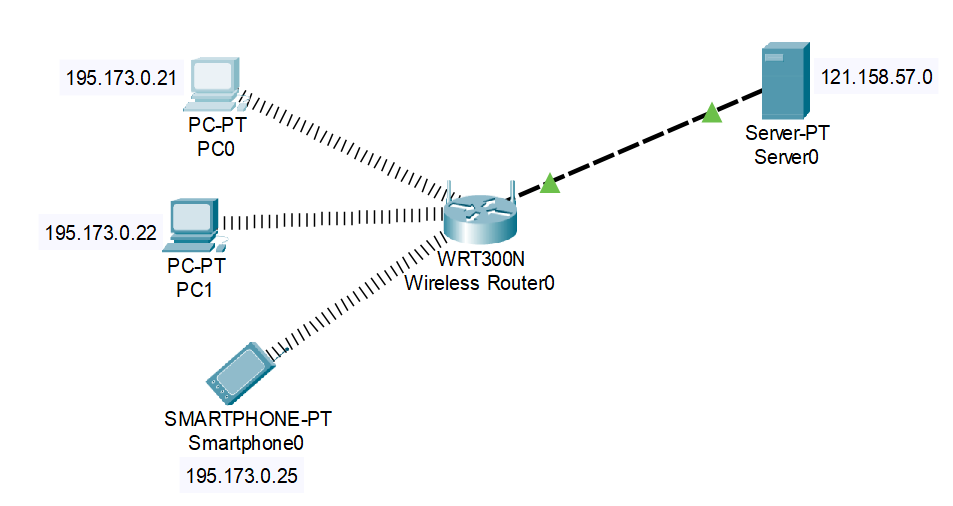 195.173.0.21
PC-PT
PC0
121.158.57.0
Server-PT
Server0
195.173.0.22
PC-PT
PC1
WRT300N
Wireless Router0
SMARTPHONE-PT
Smartphone0
195.173.0.25